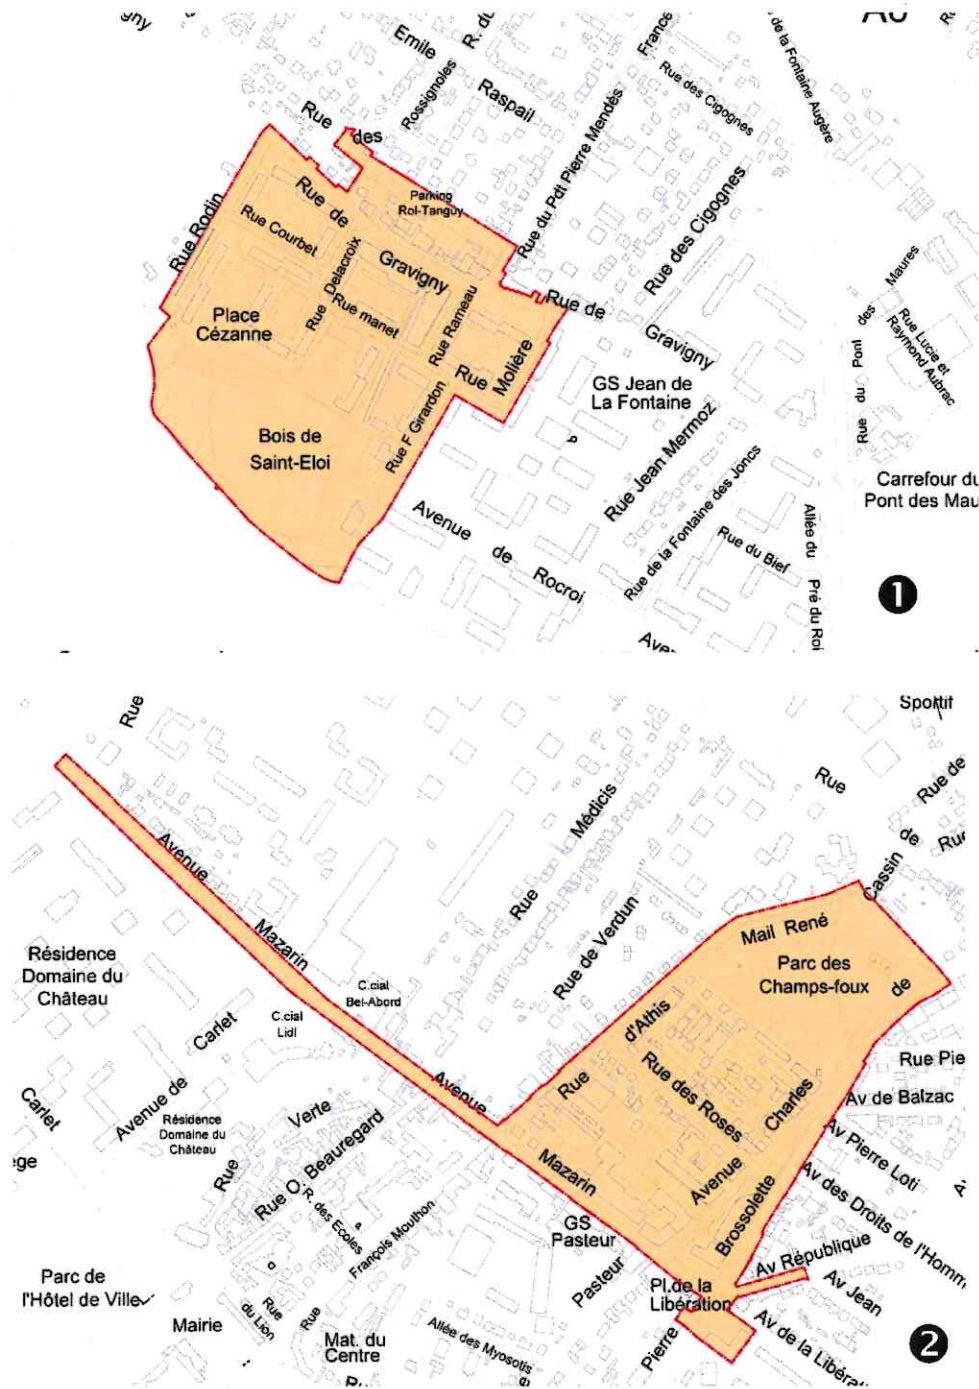 Emile
Raspail
R. du
Rossignoles
Rue
des
France
Rue des Cigognes
de la Fontaine Augère
Rue du Pdt Pierre Mendès
Parking
Rol-Tanguy
Rue Rodin
Rue de
Gravigny
Rue Courbet
Rue Delacroix
Rue manet
Rue Rameau
Rue des Cigognes
Place
Cézanne
Rue
Molière
Rue de
Gravigny
Rue F Girardon
GS Jean de
La Fontaine
Bois de
Saint-Eloi
Rue Jean Mermoz
Rue de la Fontaine des Joncs
Avenue de Rocroi
Rue du Bief
Allée du Pré du Roi
Rue du Pont des Maures
Rue Lucie et
Raymond Aubrac
Carrefour du
Pont des Mau
Aven
1
Sportif
Rue
Rue
Rue de
de
Rue
Cassin
Médicis
Rue
Avenue
Mazarin
Rue de Verdun
Mail René
Parc des
Champs-foux
de
Résidence
Domaine du
Château
C.cial
Bel-Abord
C.cial
Lidl
Carlet
Avenue de
Carlet
ège
Résidence
Domaine du
Château
Verte
Rue
Rue O. Beauregard
R. des Ecoles
François Moulhon
Avenue
Mazarin
d'Athis
Rue
Rue des Roses
Charles
Avenue
Brossolette
Rue Pie
Av de Balzac
Av Pierre Loti
Av des Droits de l'Homm
Av République
Av Jean
Av de la Libéra
GS
Pasteur
Pasteur
Pierre
Pl.de la
Libération
Parc de
l'Hôtel de Ville
Mairie
Rue
du Lion
Rue
Mat. du
Centre
Allée des Myosotis
2